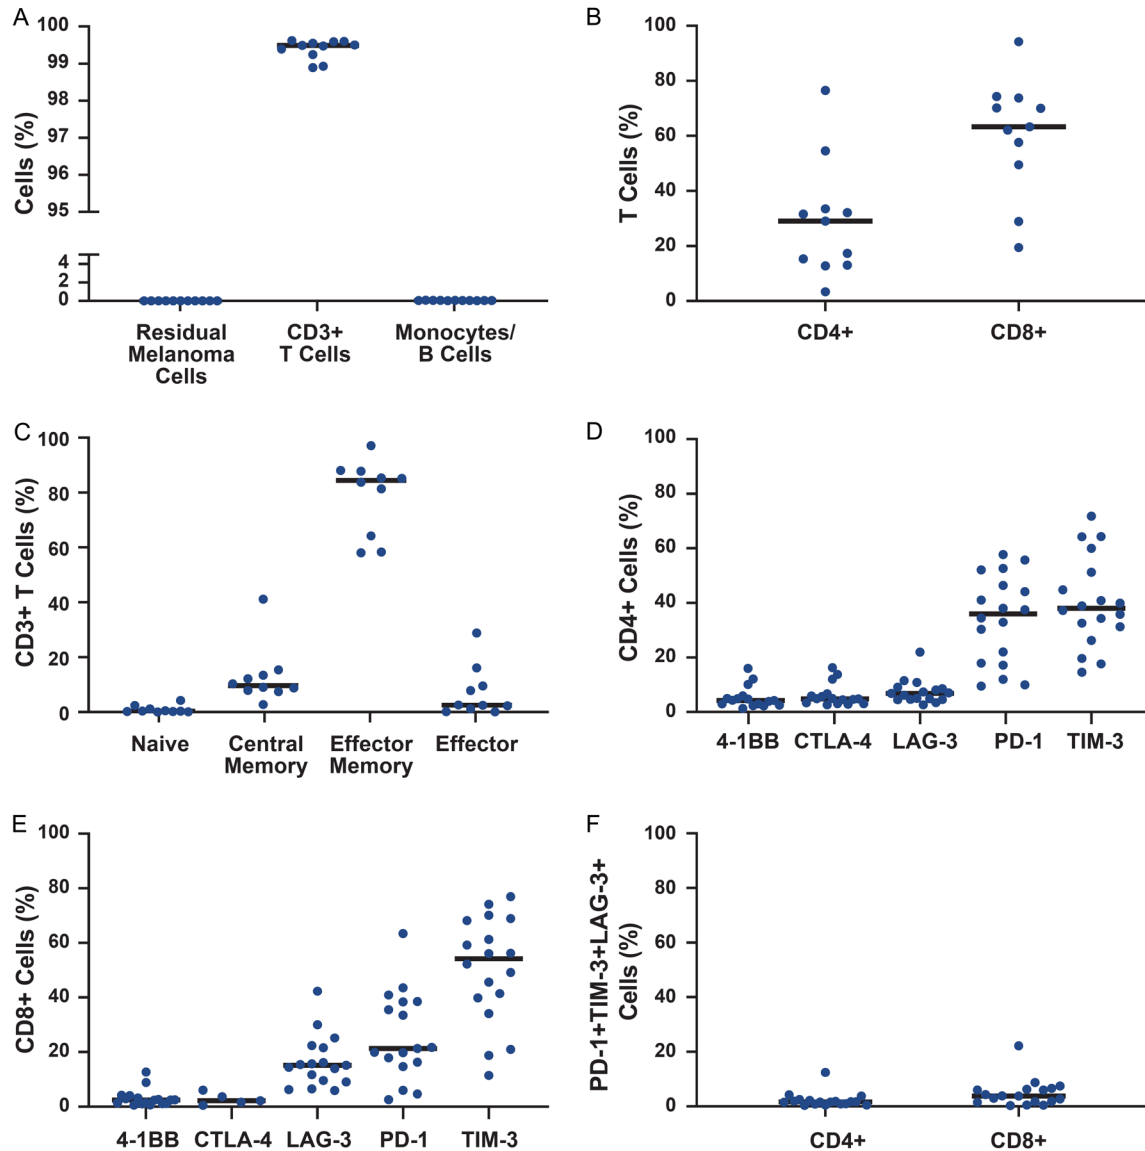 A
Cells (%)
100
99
98
97
96
95
4
2
0
Residual
Melanoma
Cells
CD3+
T Cells
Monocytes/
B Cells
B
T Cells (%)
100
80
60
40
20
0
CD4+
CD8+
C
CD3+ T Cells (%)
100
80
60
40
20
0
Naive
Central
Memory
Effector
Memory
Effector
D
CD4+ Cells (%)
100
80
60
40
20
0
4-1BB
CTLA-4
LAG-3
PD-1
TIM-3
E
CD8+ Cells (%)
100
80
60
40
20
0
4-1BB
CTLA-4
LAG-3
PD-1
TIM-3
F
PD-1+TIM-3+LAG-3+
Cells (%)
100
80
60
40
20
0
CD4+
CD8+